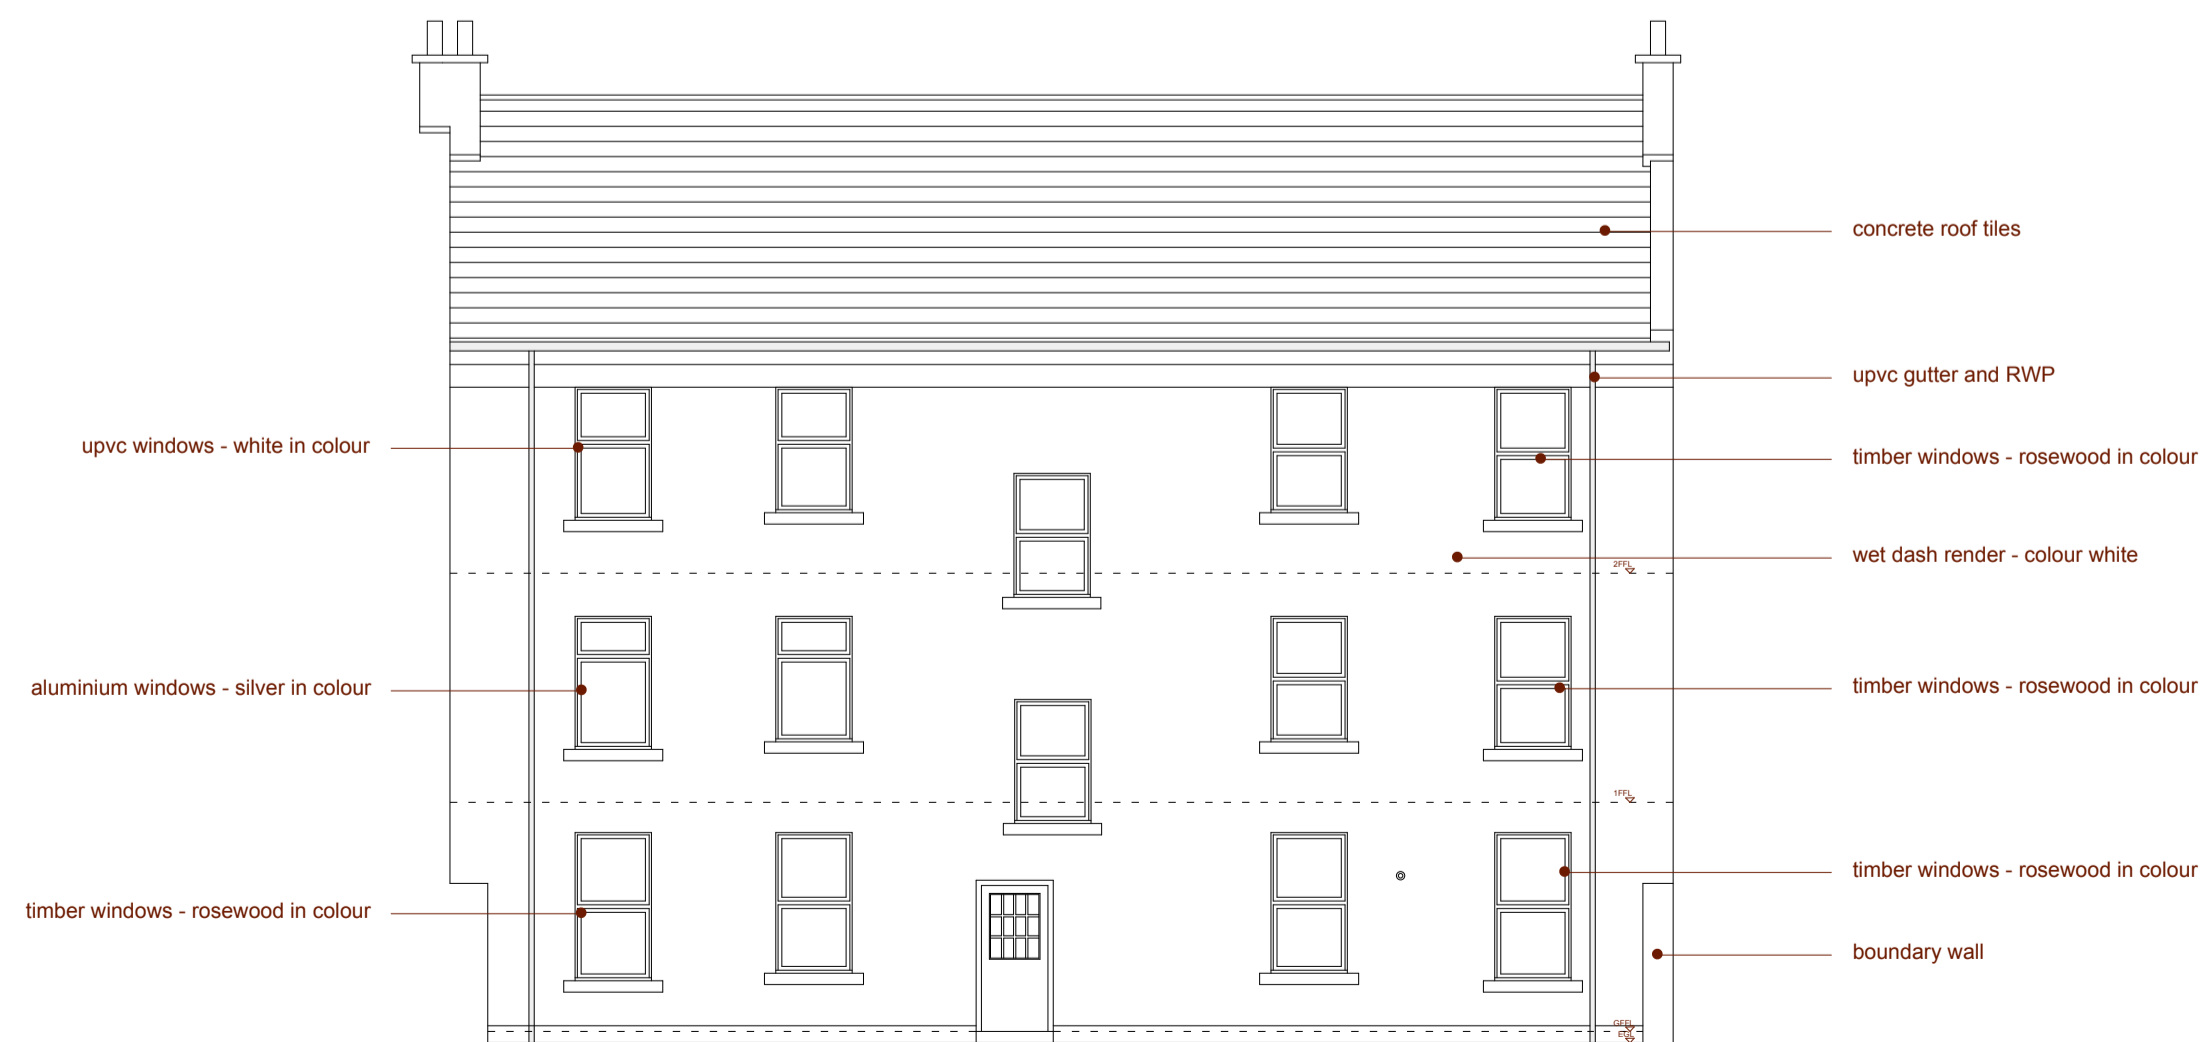 concrete roof tiles
upvc gutter and RWP
upvc windows - white in colour
timber windows - rosewood in colour
wet dash render - colour white
2FFL
aluminium windows - silver in colour
timber windows - rosewood in colour
1FFL
timber windows - rosewood in colour
timber windows - rosewood in colour
boundary wall
GFFL
EGL